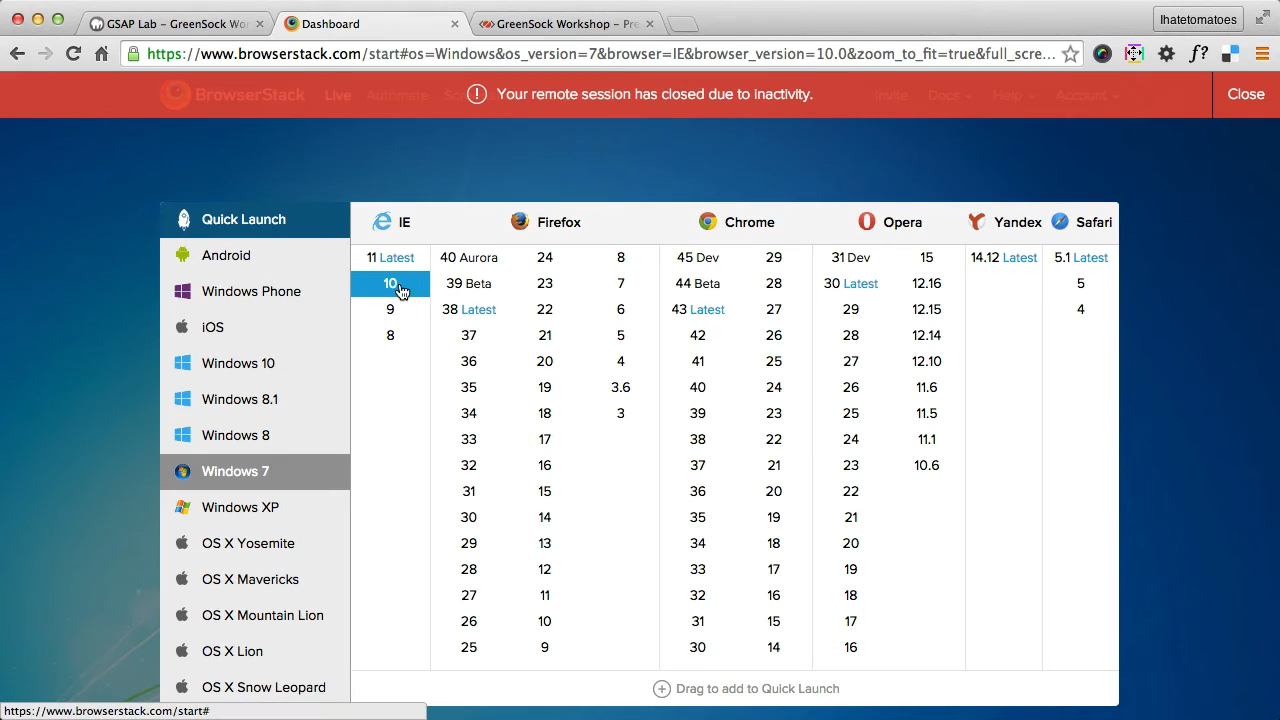 GSAP Lab – GreenSock Wor
Dashboard
GreenSock Workshop – Pre
Ihatetomatoes
https://www.browserstack.com/start#os=Windows&os_version=7&browser=IE&browser_version=10.0&zoom_to_fit=true&full_scre...
f?
BrowserStack
Live
Automate
Invite
Docs
Help
Account
Your remote session has closed due to inactivity.
Close
Quick Launch
IE
Firefox
Chrome
Opera
Yandex
Safari
Android
Windows Phone
iOS
Windows 10
Windows 8.1
Windows 8
Windows 7
Windows XP
OS X Yosemite
OS X Mavericks
OS X Mountain Lion
OS X Lion
OS X Snow Leopard
11 Latest
10
9
8
40 Aurora
39 Beta
38 Latest
37
36
35
34
33
32
31
30
29
28
27
26
25
24
23
22
21
20
19
18
17
16
15
14
13
12
11
10
9
8
7
6
5
4
3.6
3
45 Dev
44 Beta
43 Latest
42
41
40
39
38
37
36
35
34
33
32
31
30
29
28
27
26
25
24
23
22
21
20
19
18
17
16
15
14
31 Dev
30 Latest
29
28
27
26
25
24
23
22
21
20
19
18
17
16
15
12.16
12.15
12.14
12.10
11.6
11.5
11.1
10.6
14.12 Latest
5.1 Latest
5
4
Drag to add to Quick Launch
https://www.browserstack.com/start#